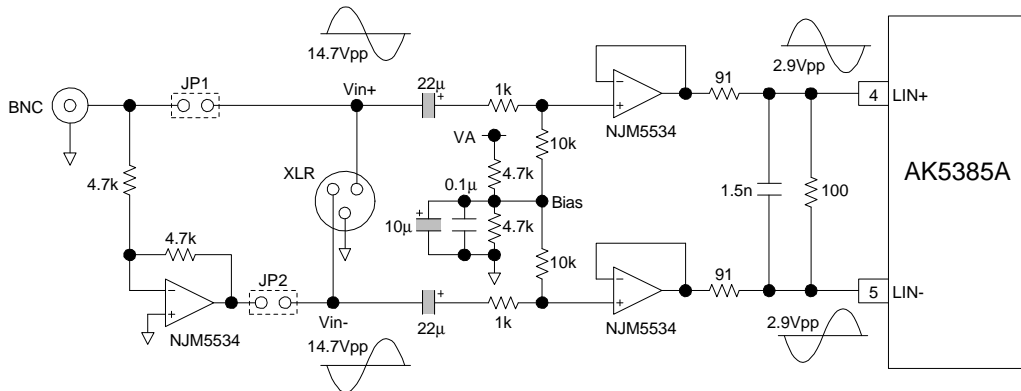 14.7Vpp
2.9Vpp
JP1
BNC
Vin+
22μ
+
1k
-
+
NJM5534
91
4
LIN+
VA
10k
4.7k
XLR
4.7k
0.1μ
+
10μ
Bias
4.7k
1.5n
100
AK5385A
4.7k
10k
JP2
-
+
NJM5534
Vin-
+
22μ
1k
-
+
NJM5534
91
5
LIN-
14.7Vpp
2.9Vpp